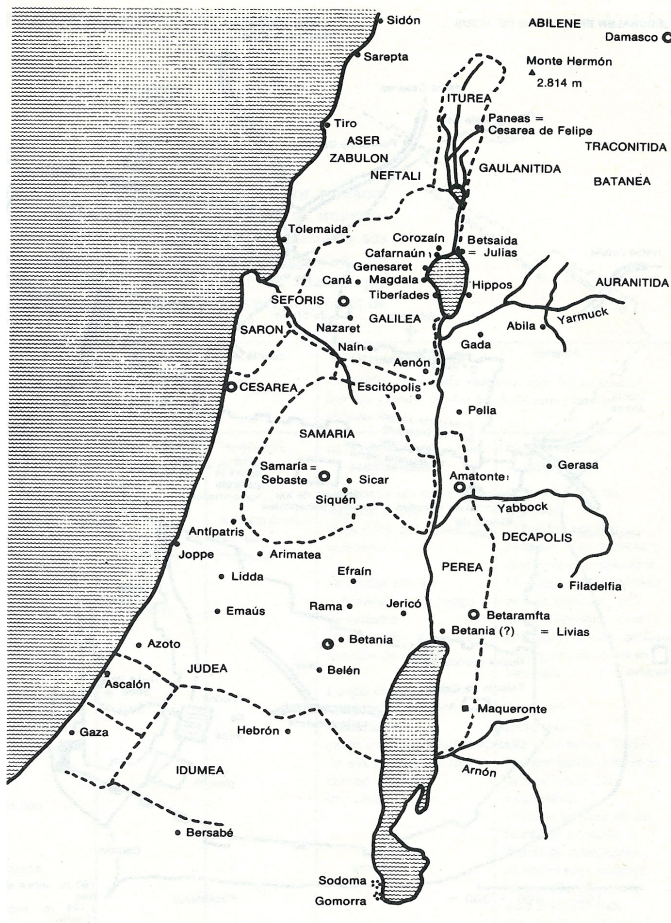 Sidón
ABILENE
Damasco
Sarepta
Monte Hermón
2.814 m
ITUREA
Tiro
Paneas =
Cesarea de Felipe
ASER
ZABULON
NEFTALI
TRACONITIDA
GAULANITIDA
BATANEA
Tolemaida
Corozaín
Betsaida
= Julias
Cafarnaún
Genesaret
Caná
Magdala
AURANITIDA
SEFORIS
Tiberíades
Hippos
Nazaret
GALILEA
Yarmuck
SARON
Abila
Gada
Naín
Aenón
CESAREA
Escitópolis
Pella
SAMARIA
Samaría =
Sebaste
Sicar
Siquén
Amatonte
Gerasa
Yabbock
Antípatris
DECAPOLIS
Joppe
Arimatea
PEREA
Lidda
Efraín
Filadelfia
Emaús
Rama
Jericó
Betaramfta
= Livias
Betania (?)
Azoto
Betania
JUDEA
Belén
Ascalón
Maqueronte
Gaza
Hebrón
IDUMEA
Arnón
Bersabé
Sodoma
Gomorra